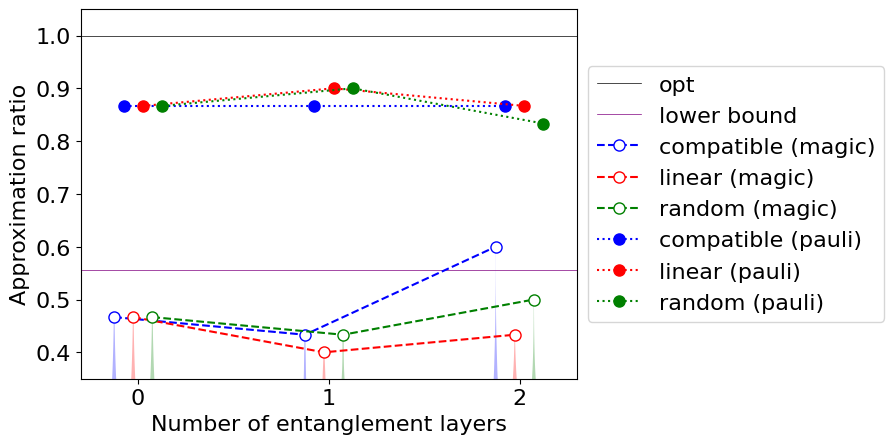 1.0
0.9
0.8
0.7
0.6
0.5
0.4
Approximation ratio
0 1 2
Number of entanglement layers
opt
lower bound
compatible (magic)
linear (magic)
random (magic)
compatible (pauli)
linear (pauli)
random (pauli)